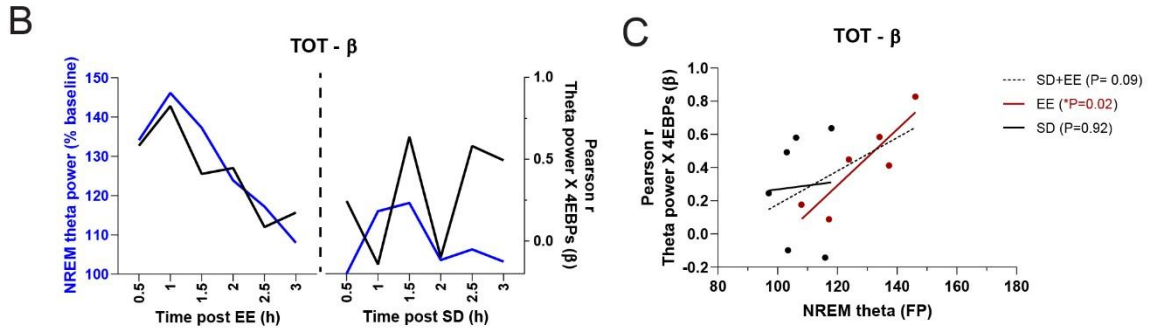 B
TOT - β
NREM theta power (% baseline)
150
140
130
120
110
100
0.5
1
1.5
2
2.5
3
Time post EE (h)
0.5
1
1.5
2
2.5
3
Time post SD (h)
1.0
0.5
0.0
Pearson r
Theta power X 4EBPs (β)
C
TOT - β
Pearson r
Theta power X 4EBPs (β)
1.0
0.8
0.6
0.4
0.2
0.0
-0.2
80
100
120
140
160
180
NREM theta (FP)
SD+EE (P= 0.09)
EE (*P=0.02)
SD (P=0.92)